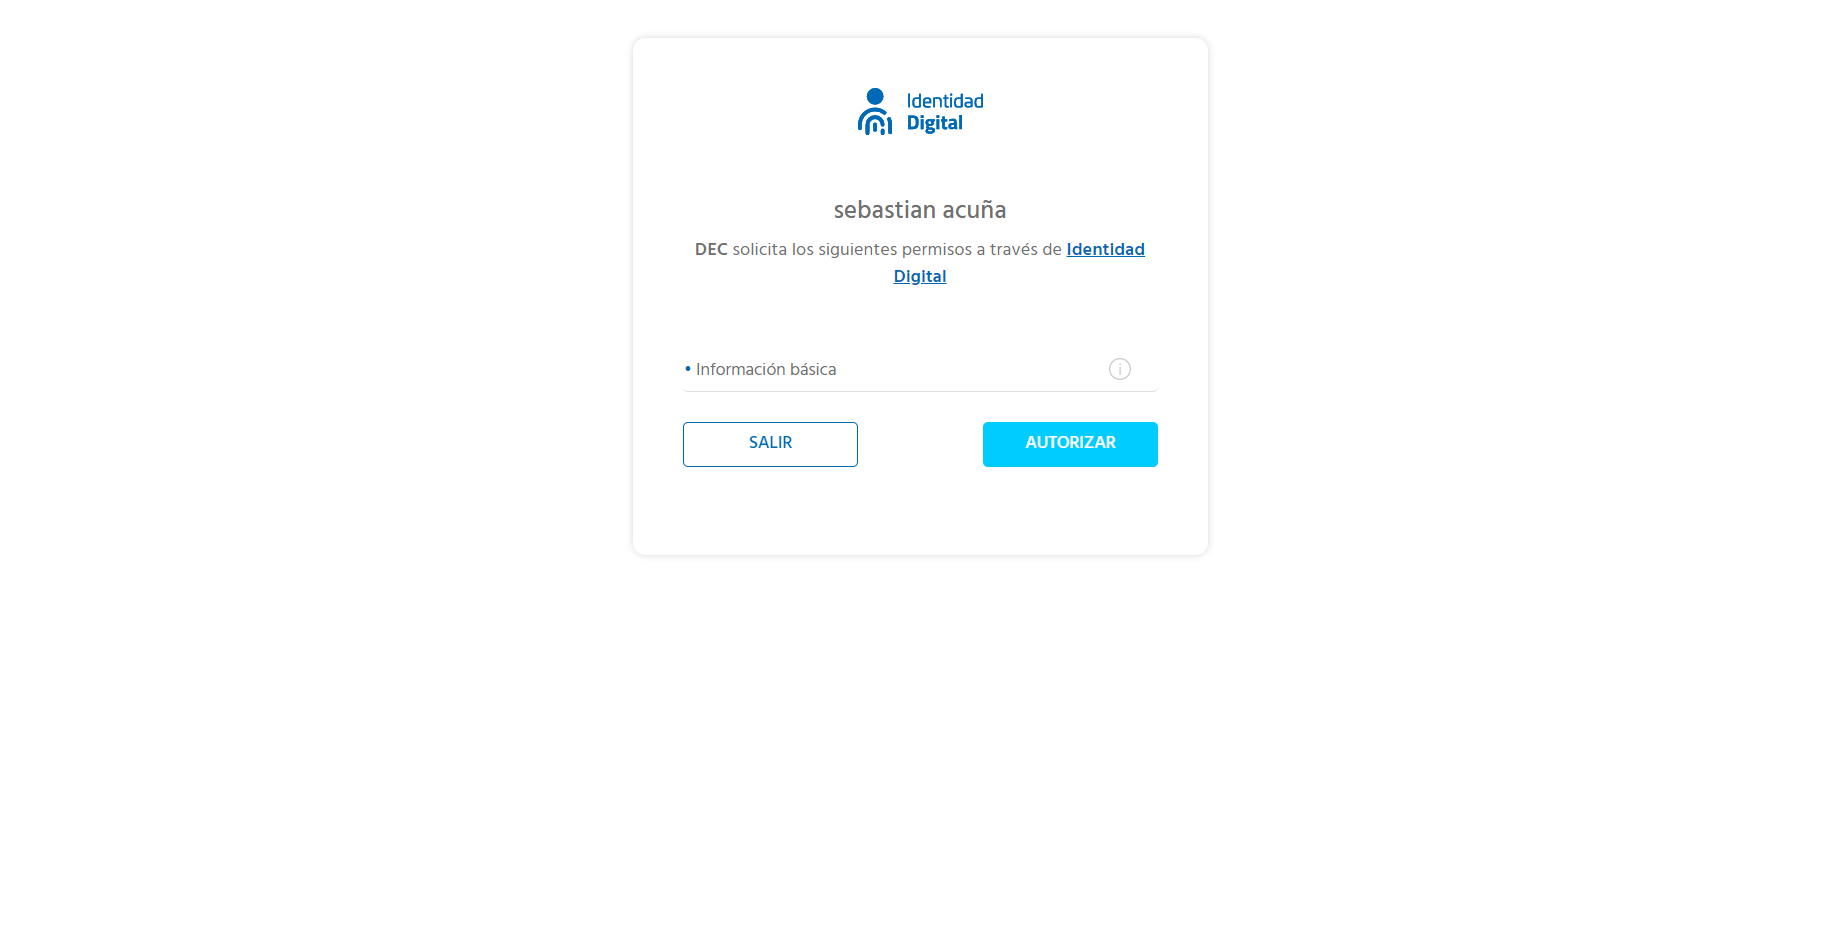 Identidad
Digital
sebastian acuña
DEC solicita los siguientes permisos a través de Identidad
Digital
• Información básica
SALIR
AUTORIZAR